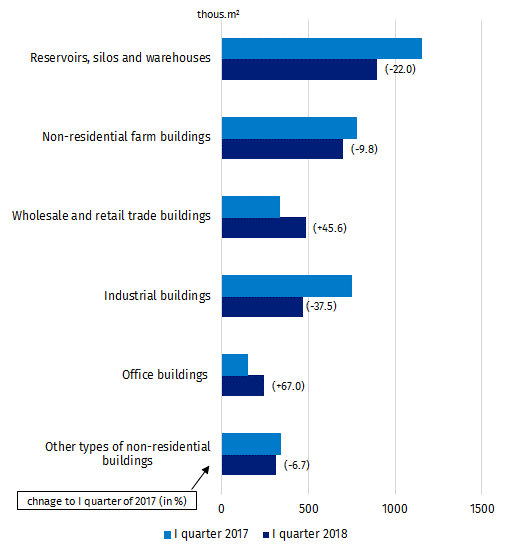 thous.m²
Reservoirs, silos and warehouses
(-22.0)
Non-residential farm buildings
(-9.8)
Wholesale and retail trade buildings
(+45.6)
Industrial buildings
(-37.5)
Office buildings
(+67.0)
Other types of non-residential
buildings
(-6.7)
chnage to I quarter of 2017 (in %)
0 500 1000 1500
I quarter 2017 I quarter 2018